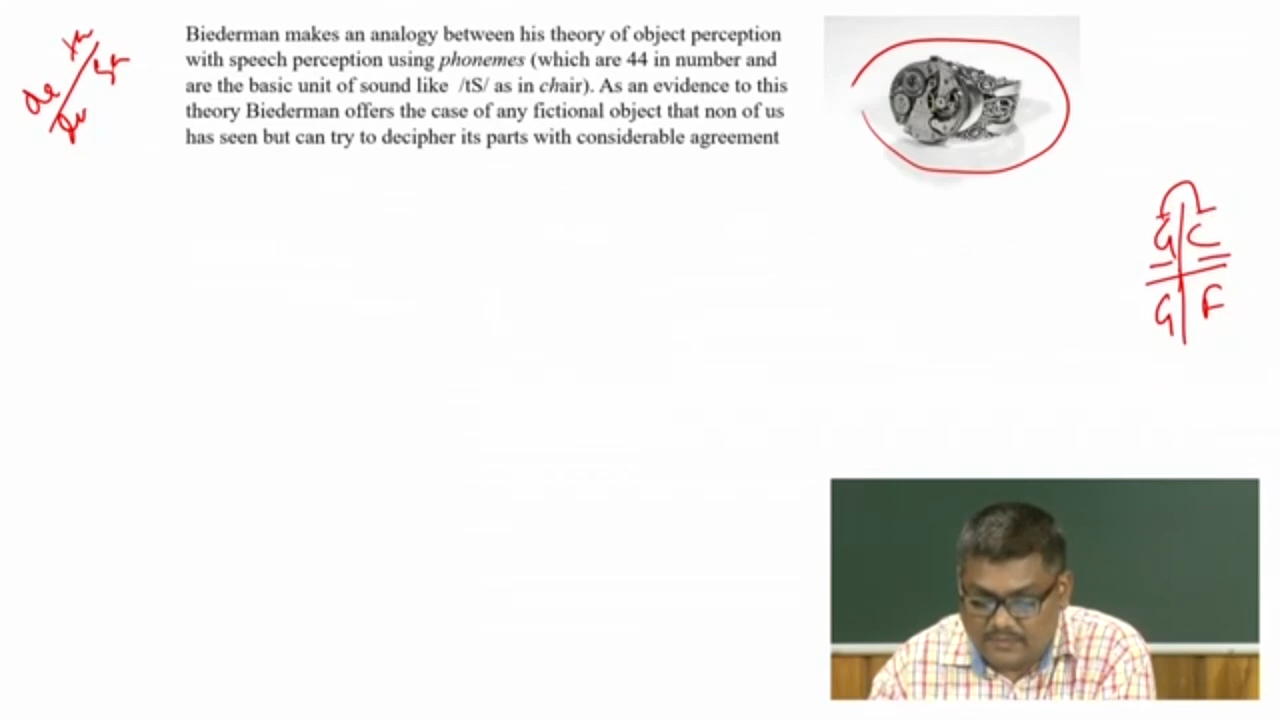 Biederman makes an analogy between his theory of object perception
with speech perception using phonemes (which are 44 in number and
are the basic unit of sound like /tS/ as in chair). As an evidence to this
theory Biederman offers the case of any fictional object that non of us
has seen but can try to decipher its parts with considerable agreement
G C
G F